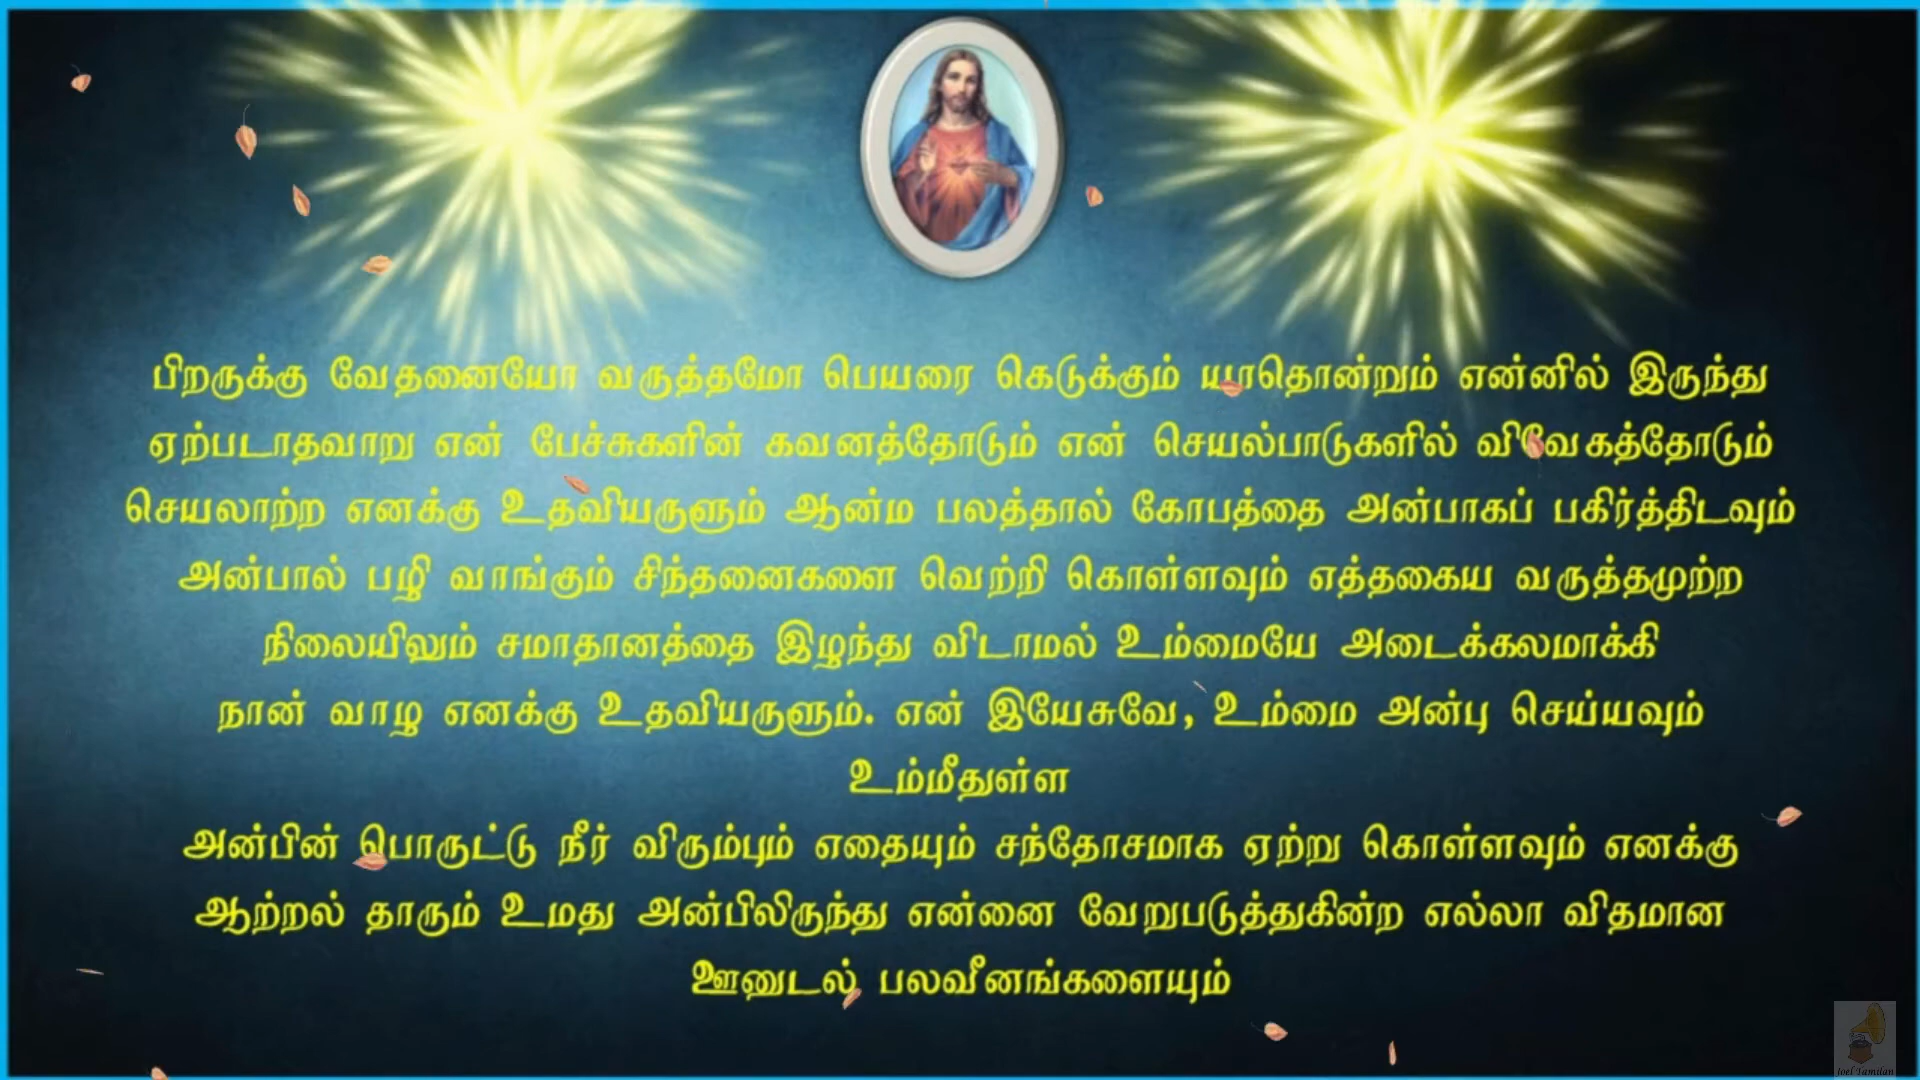 பிறருக்கு வேதனையோ வருத்தமோ பெயரை கெடுக்கும் யாதொன்றும் என்னில் இருந்து
ஏற்படாதவாறு என் பேச்சுகளின் கவனத்தோடும் என் செயல்பாடுகளில் விவேகத்தோடும்
செயலாற்ற எனக்கு உதவியருளும் ஆன்ம பலத்தால் கோபத்தை அன்பாகப் பகிர்த்திடவும்
அன்பால் பழி வாங்கும் சிந்தனைகளை வெற்றி கொள்ளவும் எத்தகைய வருத்தமுற்ற
நிலையிலும் சமாதானத்தை இழந்து விடாமல் உம்மையே அடைக்கலமாக்கி
நான் வாழ எனக்கு உதவியருளும். என் இயேசுவே, உம்மை அன்பு செய்யவும்
உம்மீதுள்ள
அன்பின் பொருட்டு நீர் விரும்பும் எதையும் சந்தோசமாக ஏற்று கொள்ளவும் எனக்கு
ஆற்றல் தாரும் உமது அன்பிலிருந்து என்னை வேறுபடுத்துகின்ற எல்லா விதமான
ஊனுடல் பலவீனங்களையும்
Joel Tamilan